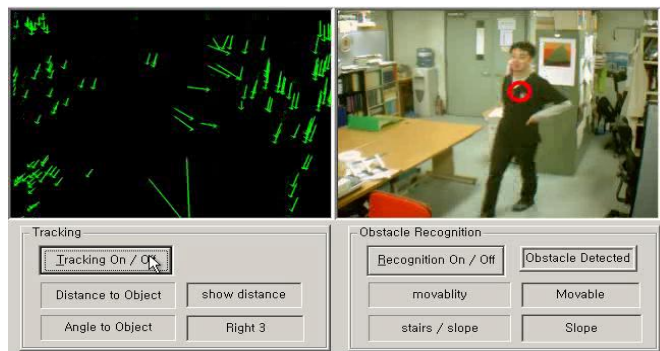 Tracking
Tracking On / Off
Distance to Object
show distance
Angle to Object
Right 3
Obstacle Recognition
Recognition On / Off
Obstacle Detected
movablity
Movable
stairs / slope
Slope